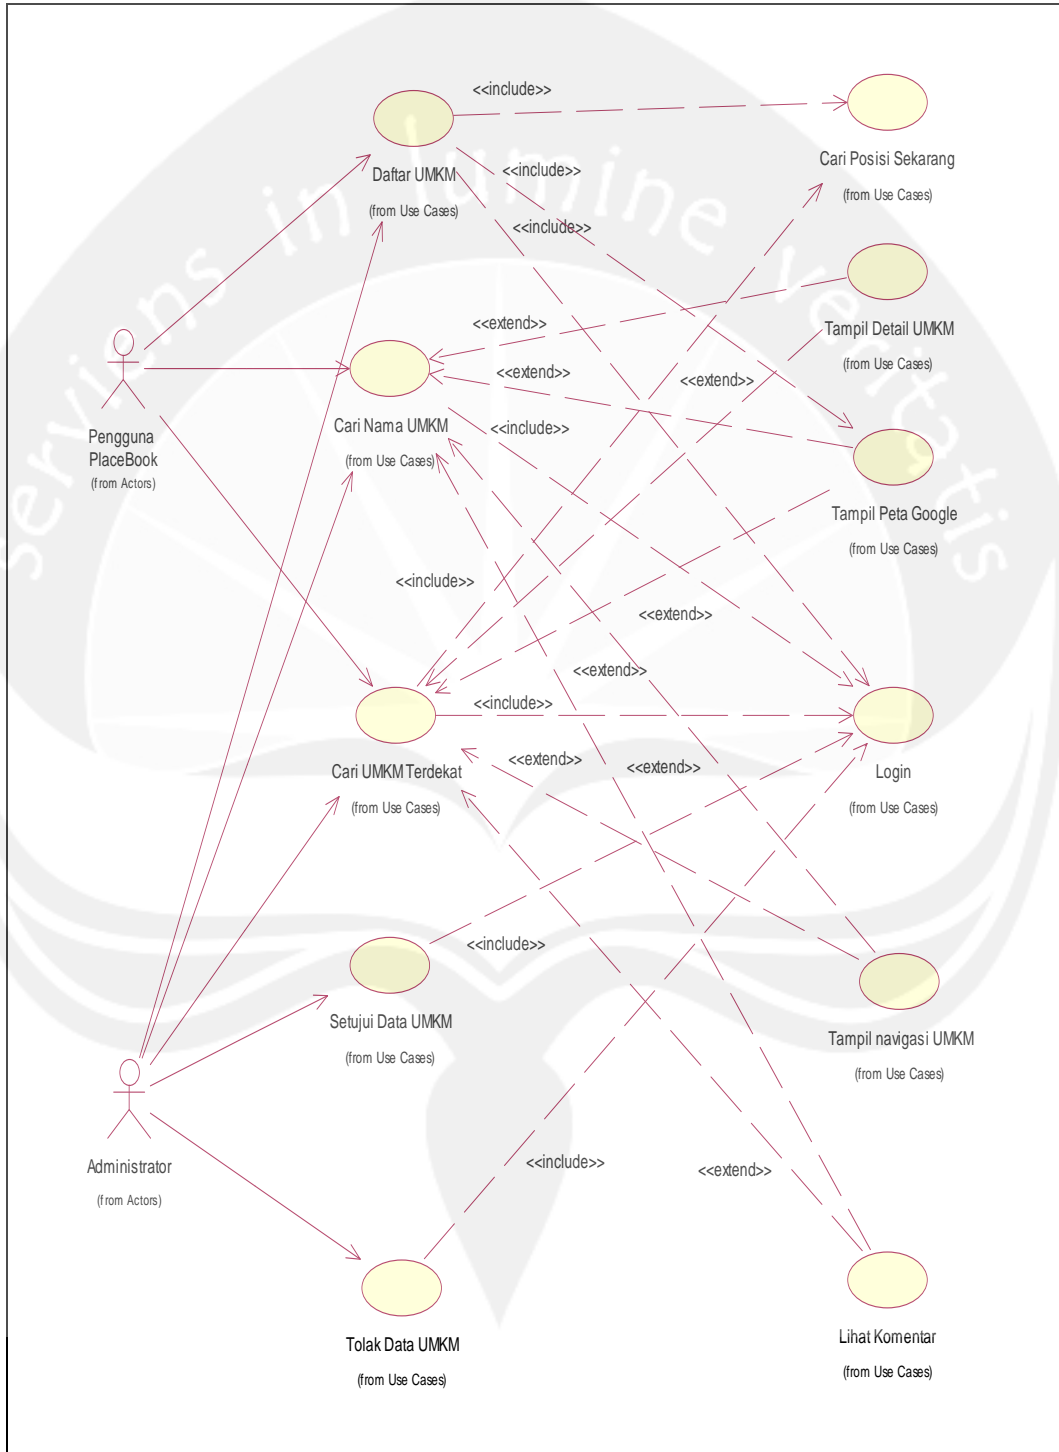 <<include>>
Cari Posisi Sekarang
(from Use Cases)
Daftar UMKM
(from Use Cases)
<<include>>
<<include>>
Tampil Detail UMKM
(from Use Cases)
<<extend>>
<<extend>>
<<extend>>
Pengguna
PlaceBook
(from Actors)
Cari Nama UMKM
(from Use Cases)
<<include>>
Tampil Peta Google
(from Use Cases)
<<include>>
<<extend>>
<<extend>>
<<include>>
Cari UMKM Terdekat
(from Use Cases)
<<extend>>
<<extend>>
Login
(from Use Cases)
<<include>>
Setujui Data UMKM
(from Use Cases)
Tampil navigasi UMKM
(from Use Cases)
Administrator
(from Actors)
<<include>>
<<extend>>
Tolak Data UMKM
(from Use Cases)
Lihat Komentar
(from Use Cases)
serviens in lumine veritatis